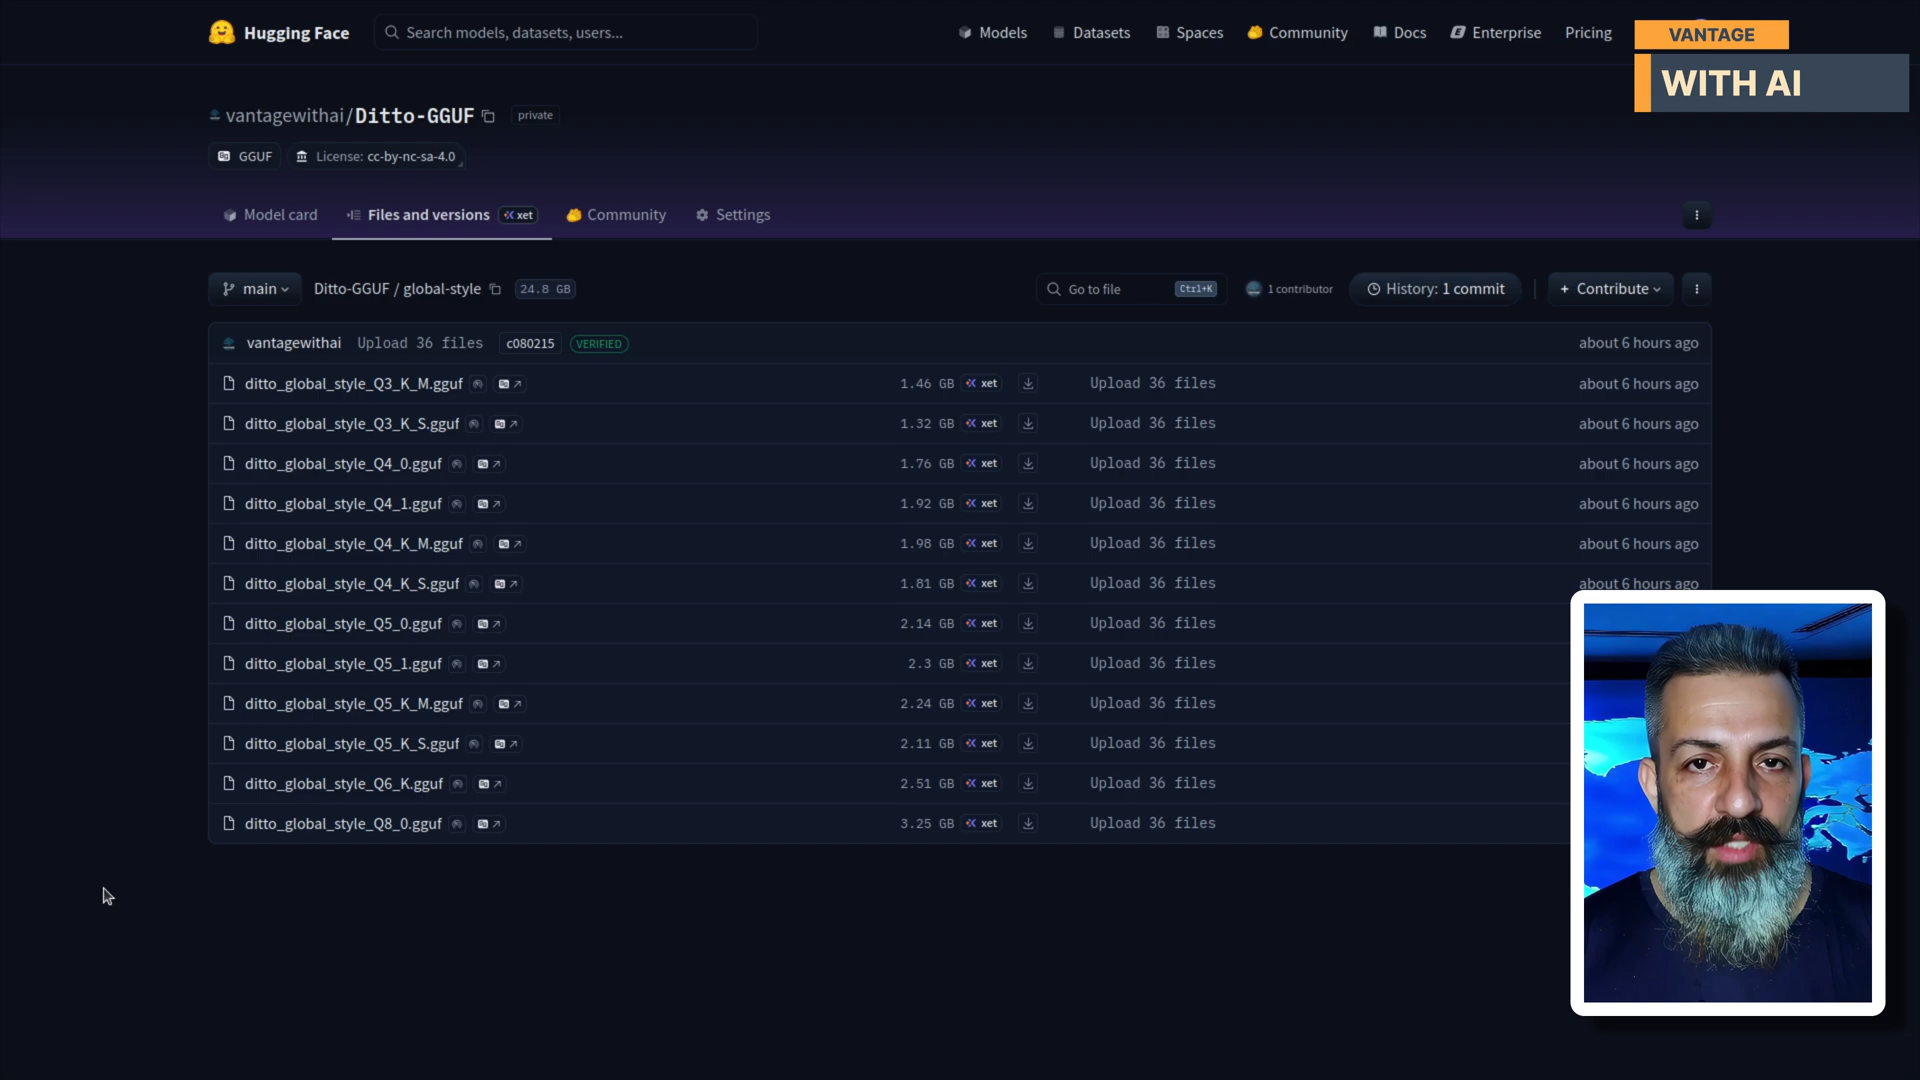 Hugging Face
Search models, datasets, users...
Models
Datasets
Spaces
Community
Docs
Enterprise
Pricing
VANTAGE
WITH AI
vantagewithai/Ditto-GGUF
private
GGUF
License: cc-by-nc-sa-4.0
Model card
Files and versions
xet
Community
Settings
main
Ditto-GGUF / global-style
24.8 GB
Go to file
Ctrl+K
1 contributor
History: 1 commit
+ Contribute
vantagewithai Upload 36 files c080215 VERIFIED about 6 hours ago
ditto_global_style_Q3_K_M.gguf 1.46 GB xet Upload 36 files about 6 hours ago
ditto_global_style_Q3_K_S.gguf 1.32 GB xet Upload 36 files about 6 hours ago
ditto_global_style_Q4_0.gguf 1.76 GB xet Upload 36 files about 6 hours ago
ditto_global_style_Q4_1.gguf 1.92 GB xet Upload 36 files about 6 hours ago
ditto_global_style_Q4_K_M.gguf 1.98 GB xet Upload 36 files about 6 hours ago
ditto_global_style_Q4_K_S.gguf 1.81 GB xet Upload 36 files about 6 hours ago
ditto_global_style_Q5_0.gguf 2.14 GB xet Upload 36 files
ditto_global_style_Q5_1.gguf 2.3 GB xet Upload 36 files
ditto_global_style_Q5_K_M.gguf 2.24 GB xet Upload 36 files
ditto_global_style_Q5_K_S.gguf 2.11 GB xet Upload 36 files
ditto_global_style_Q6_K.gguf 2.51 GB xet Upload 36 files
ditto_global_style_Q8_0.gguf 3.25 GB xet Upload 36 files